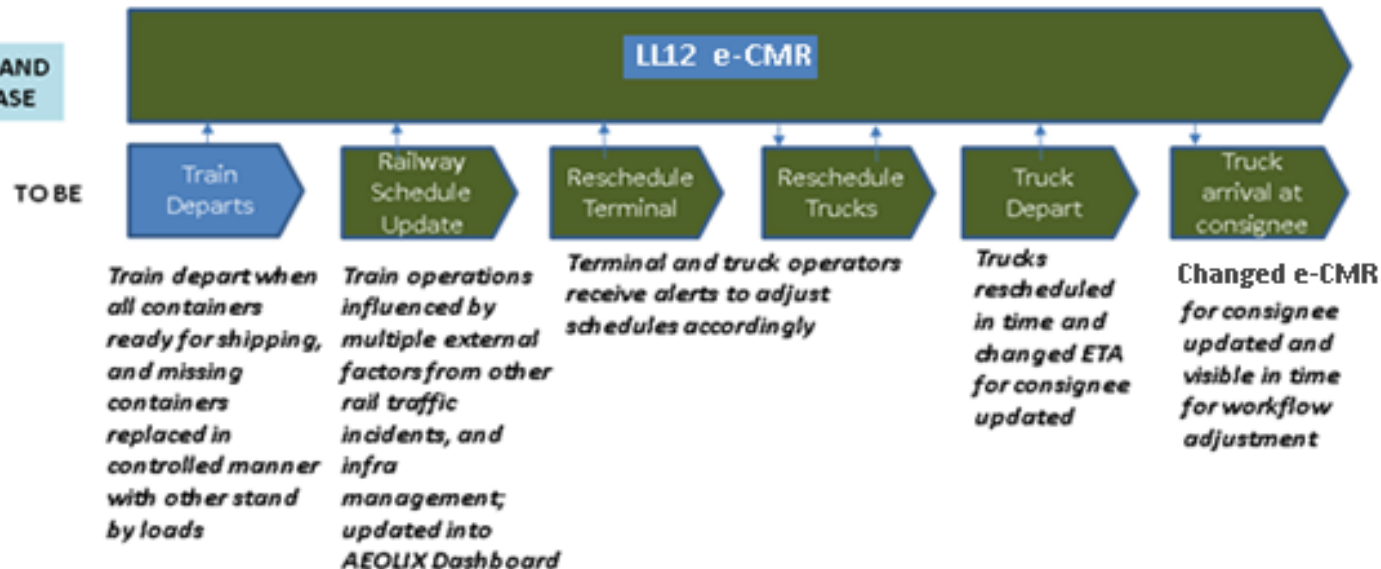 LL12 e-CMR
AND
ASE
TO BE
Train
Departs
Railway
Schedule
Update
Reschedule
Terminal
Reschedule
Trucks
Truck
Depart
Truck
arrival at
consignee
Train depart when
all containers
ready for shipping,
and missing
containers
replaced in
controlled manner
with other stand
by loads
Train operations
influenced by
multiple external
factors from other
rail traffic
incidents, and
infra
management;
updated into
AEOLIX Dashboard
Terminal and truck operators
receive alerts to adjust
schedules accordingly
Trucks
rescheduled
in time and
changed ETA
for consignee
updated
Changed e-CMR
for consignee
updated and
visible in time
for workflow
adjustment